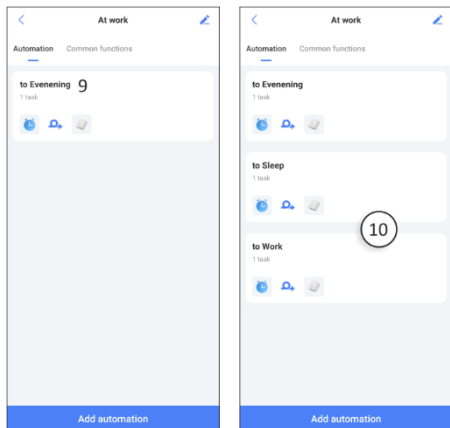 At work
Automation Common functions
to Evenening 9
1 task
Add automation
At work
Automation Common functions
to Evenening
1 task
to Sleep
1 task
10
to Work
1 task
Add automation